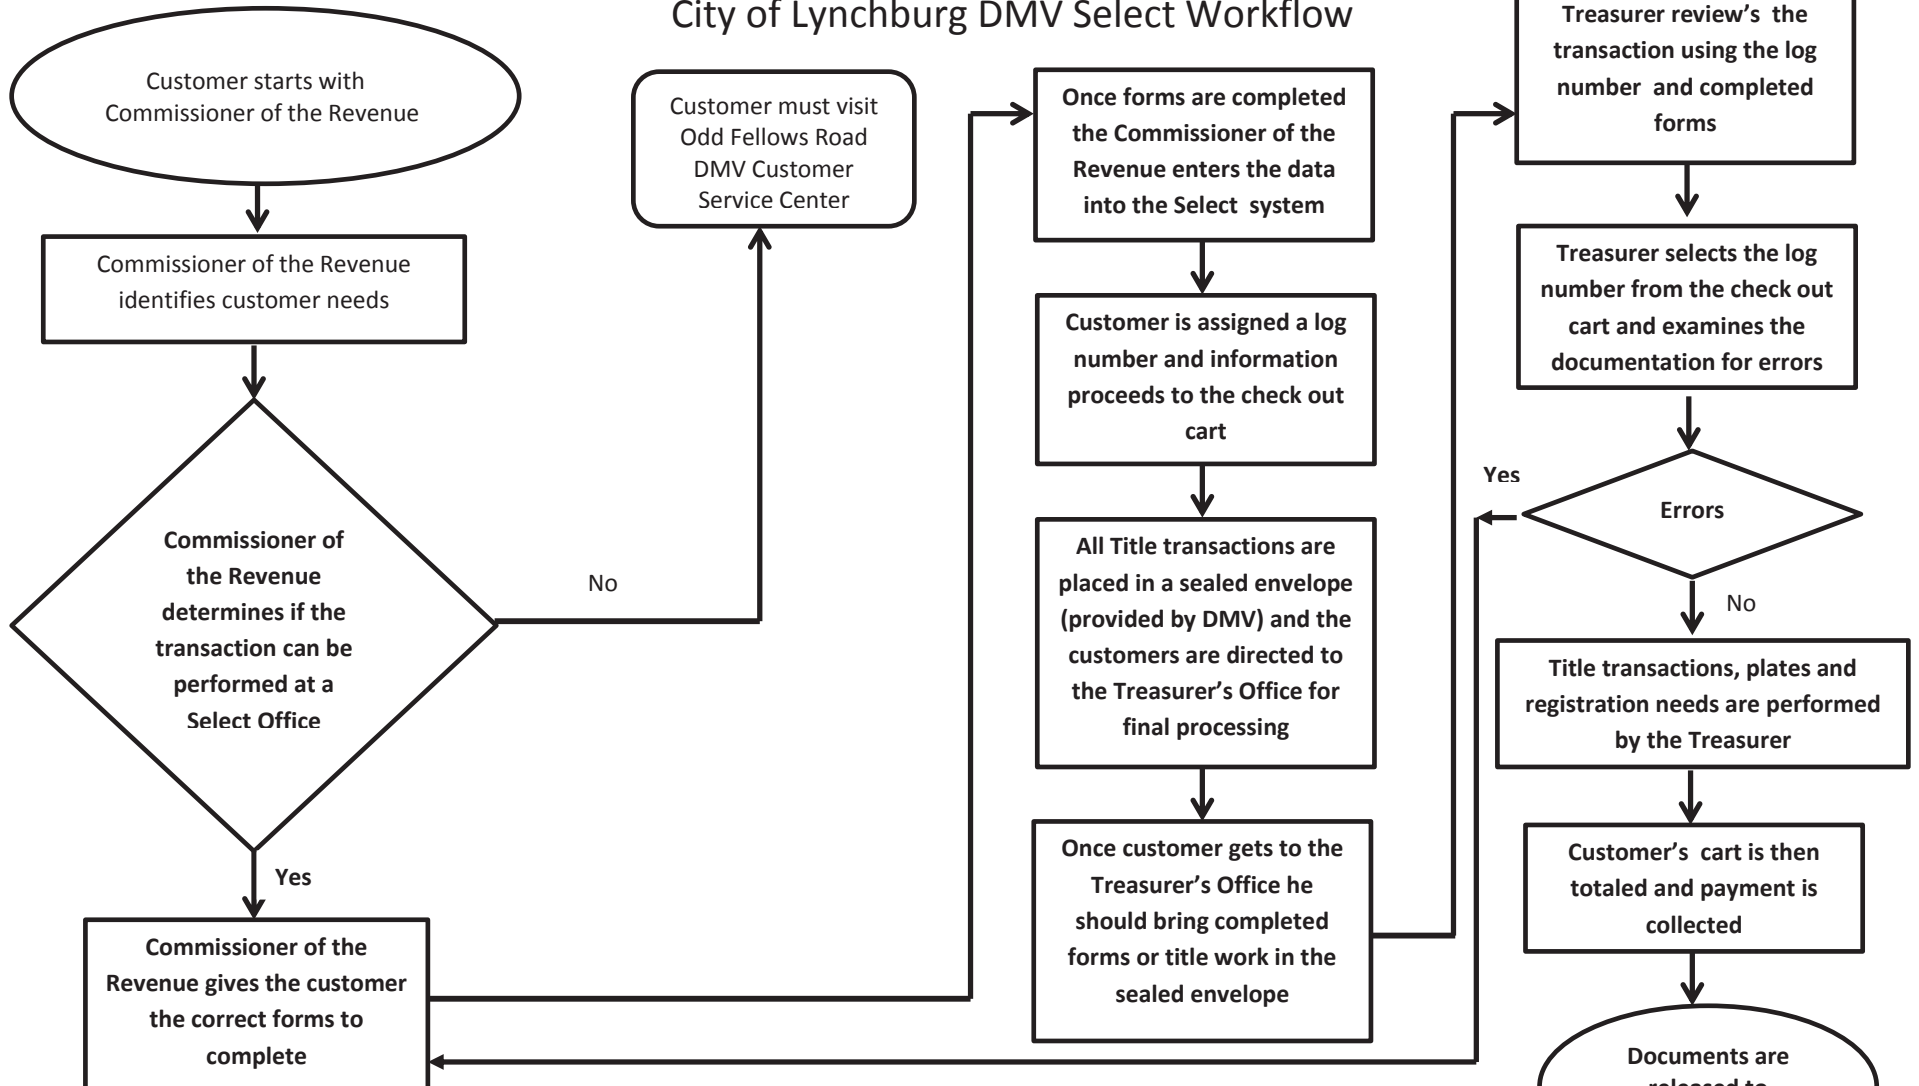 City of Lynchburg DMV Select Workflow
Customer starts with
Commissioner of the Revenue
Commissioner of the Revenue
identifies customer needs
Commissioner of
the Revenue
determines if the
transaction can be
performed at a
Select Office
No
Yes
Customer must visit
Odd Fellows Road
DMV Customer
Service Center
Commissioner of the
Revenue gives the customer
the correct forms to
complete
Once forms are completed
the Commissioner of the
Revenue enters the data
into the Select system
Customer is assigned a log
number and information
proceeds to the check out
cart
All Title transactions are
placed in a sealed envelope
(provided by DMV) and the
customers are directed to
the Treasurer’s Office for
final processing
Once customer gets to the
Treasurer’s Office he
should bring completed
forms or title work in the
sealed envelope
Treasurer review’s the
transaction using the log
number and completed
forms
Treasurer selects the log
number from the check out
cart and examines the
documentation for errors
Yes
Errors
No
Title transactions, plates and
registration needs are performed
by the Treasurer
Customer’s cart is then
totaled and payment is
collected
Documents are
released to